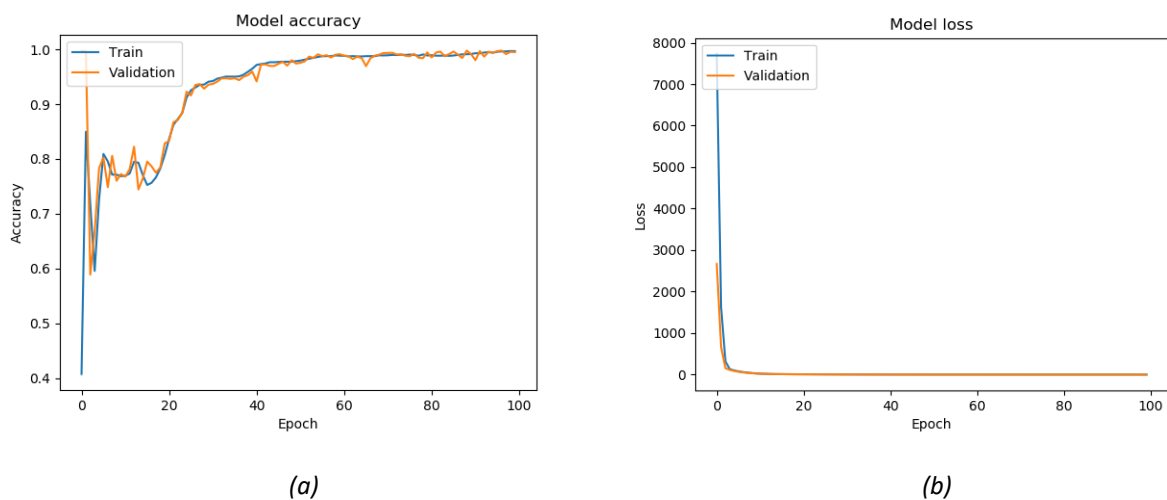 Model accuracy
1.0
0.9
0.8
0.7
0.6
0.5
0.4
Accuracy
Train
Validation
0
20
40
60
80
100
Epoch
(a)
Model loss
8000
7000
6000
5000
4000
3000
2000
1000
0
Loss
Train
Validation
0
20
40
60
80
100
Epoch
(b)